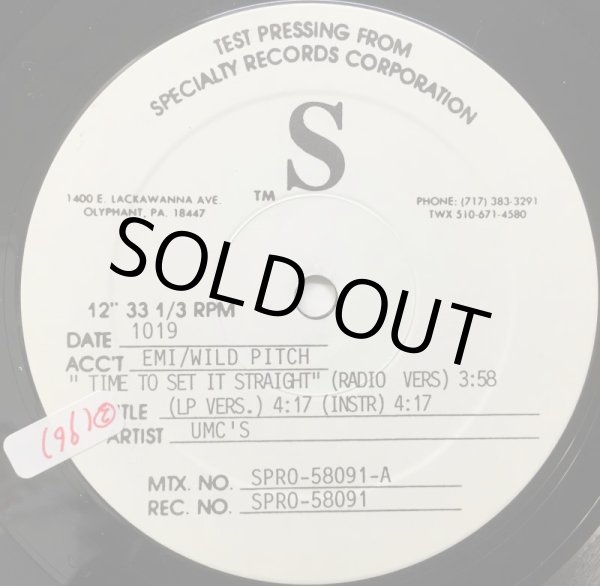 TEST PRESSING FROM
SPECIALTY RECORDS CORPORATION
S
TM
1400 E. LACKAWANNA AVE.
OLYPHANT, PA. 18447
PHONE: (717) 383-3291
TWX 510-671-4580
SOLD OUT
12" 33 1/3 RPM
DATE 1019
ACC'T EMI/WILD PITCH
" TIME TO SET IT STRAIGHT" (RADIO VERS) 3:58
TLE (LP VERS.) 4:17 (INSTR) 4:17
ARTIST UMC'S
(96) 2
MTX. NO. SPRO-58091-A
REC. NO. SPRO-58091